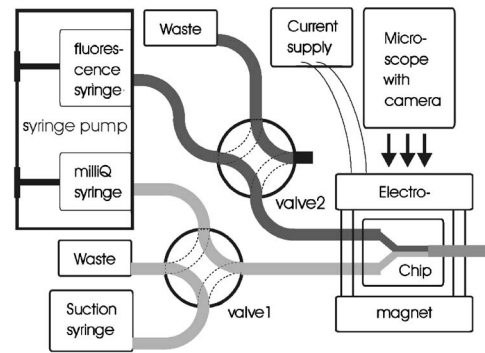 fluores-
cence
syringe
syringe pump
milliQ
syringe
Waste
Suction
syringe
Waste
valve2
valve1
Current
supply
Micro-
scope
with
camera
Electro-
Chip
magnet